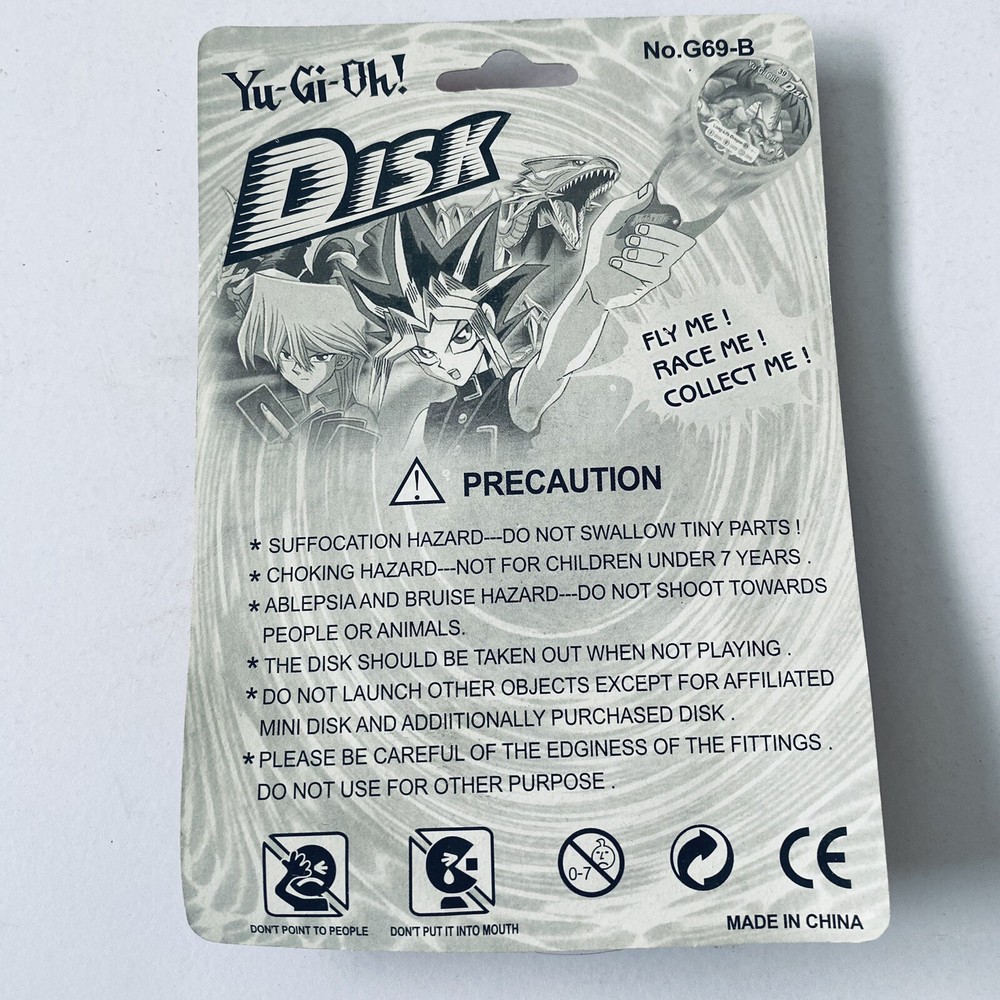 No.G69-B
Yu-Gi-Oh!
DISK
39
DISK
FLY ME !
RACE ME !
COLLECT ME !
PRECAUTION
* SUFFOCATION HAZARD---DO NOT SWALLOW TINY PARTS !
* CHOKING HAZARD---NOT FOR CHILDREN UNDER 7 YEARS .
* ABLEPSIA AND BRUISE HAZARD---DO NOT SHOOT TOWARDS
PEOPLE OR ANIMALS.
* THE DISK SHOULD BE TAKEN OUT WHEN NOT PLAYING .
* DO NOT LAUNCH OTHER OBJECTS EXCEPT FOR AFFILIATED
MINI DISK AND ADDIITIONALLY PURCHASED DISK .
* PLEASE BE CAREFUL OF THE EDGINESS OF THE FITTINGS .
DO NOT USE FOR OTHER PURPOSE .
0-7
CE
DON'T POINT TO PEOPLE
DON'T PUT IT INTO MOUTH
MADE IN CHINA